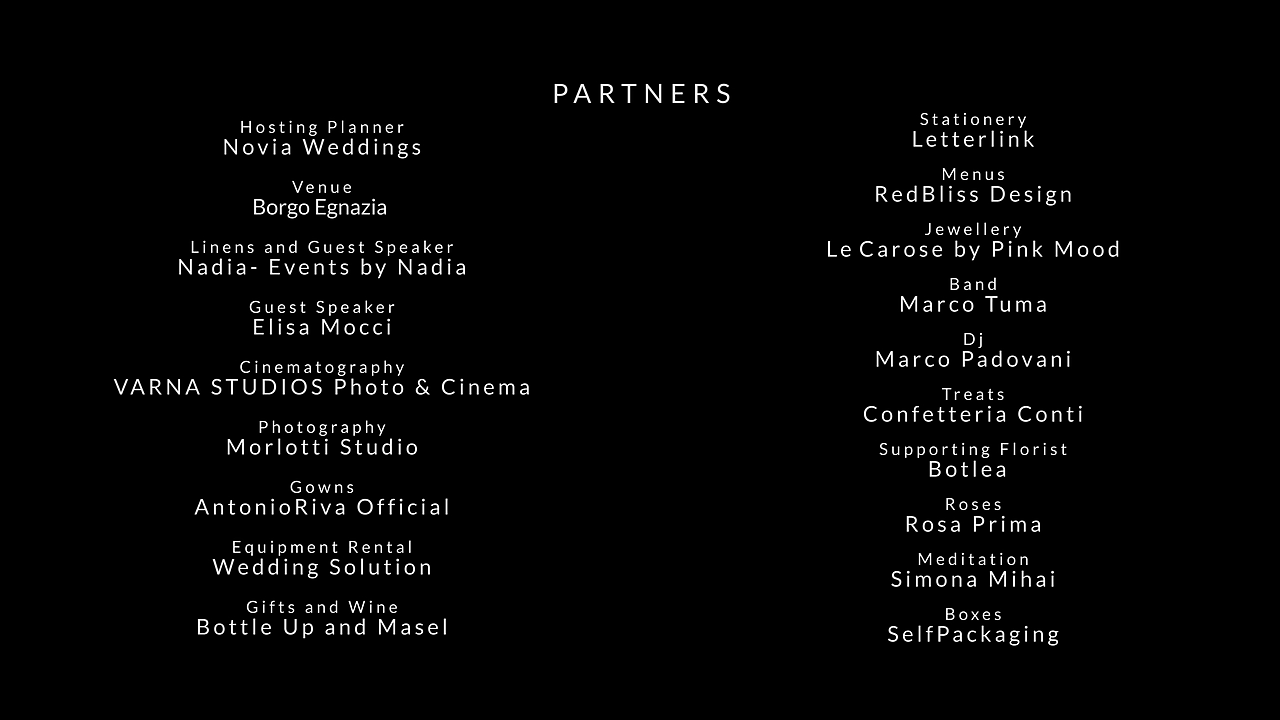 PARTNERS
Hosting Planner
Novia Weddings
Venue
Borgo Egnazia
Linens and Guest Speaker
Nadia- Events by Nadia
Guest Speaker
Elisa Mocci
Cinematography
VARNA STUDIOS Photo & Cinema
Photography
Morlotti Studio
Gowns
AntonioRiva Official
Equipment Rental
Wedding Solution
Gifts and Wine
Bottle Up and Masel
Stationery
Letterlink
Menus
RedBliss Design
Jewellery
Le Carose by Pink Mood
Band
Marco Tuma
Dj
Marco Padovani
Treats
Confetteria Conti
Supporting Florist
Botlea
Roses
Rosa Prima
Meditation
Simona Mihai
Boxes
SelfPackaging